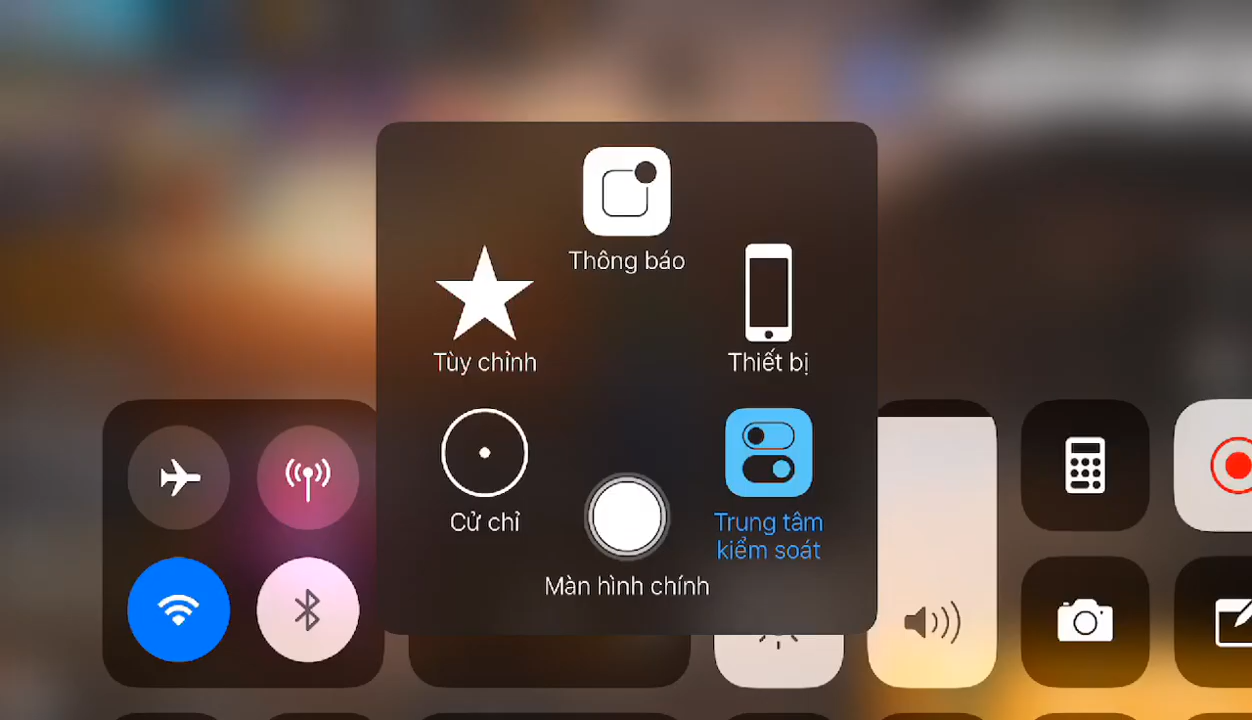 Thông báo
Tùy chỉnh
Thiết bị
Cử chỉ
Trung tâm
kiểm soát
Màn hình chính